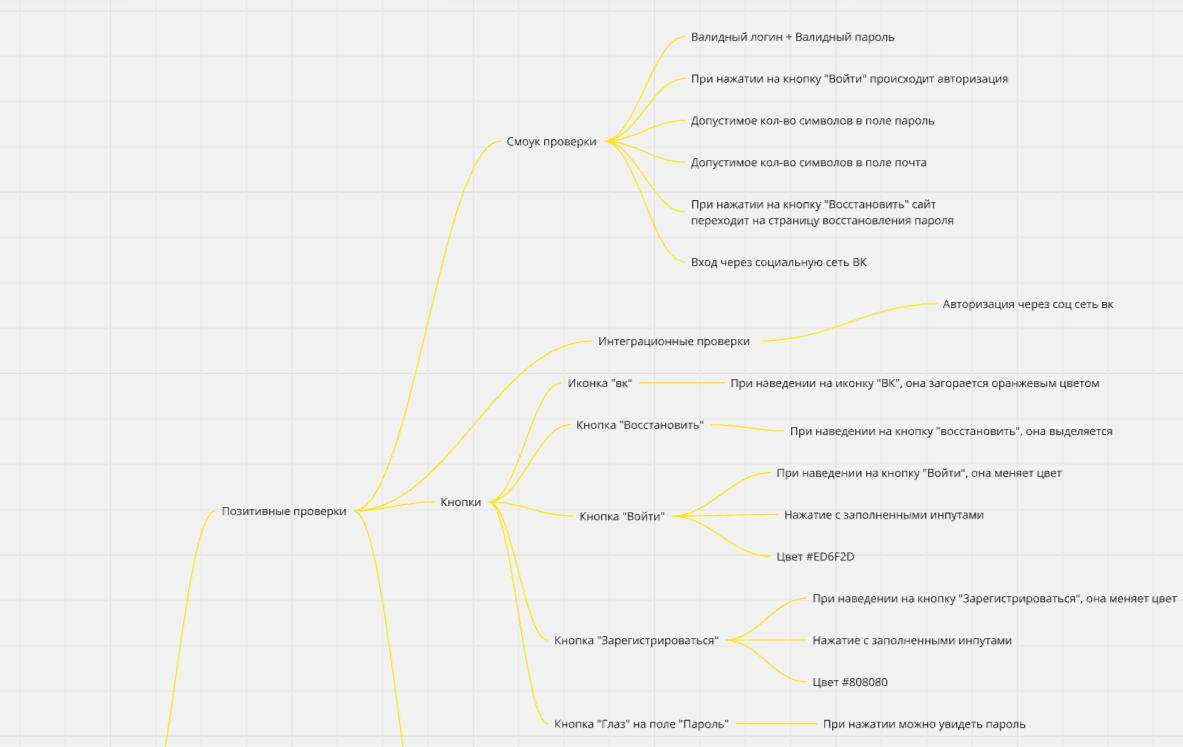 Валидный логин + Валидный пароль
При нажатии на кнопку "Войти" происходит авторизация
Допустимое кол-во символов в поле пароль
Смоук проверки
Допустимое кол-во символов в поле почта
При нажатии на кнопку "Восстановить" сайт
переходит на страницу восстановления пароля
Вход через социальную сеть ВК
Авторизация через соц сеть вк
Интеграционные проверки
Иконка "вк"
При наведении на иконку "ВК", она загорается оранжевым цветом
Кнопка "Восстановить"
При наведении на кнопку "восстановить", она выделяется
При наведении на кнопку "Войти", она меняет цвет
Позитивные проверки
Кнопки
Кнопка "Войти"
Нажатие с заполненными инпутами
Цвет #ED6F2D
При наведении на кнопку "Зарегистрироваться", она меняет цвет
Кнопка "Зарегистрироваться"
Нажатие с заполненными инпутами
Цвет #808080
Кнопка "Глаз" на поле "Пароль"
При нажатии можно увидеть пароль